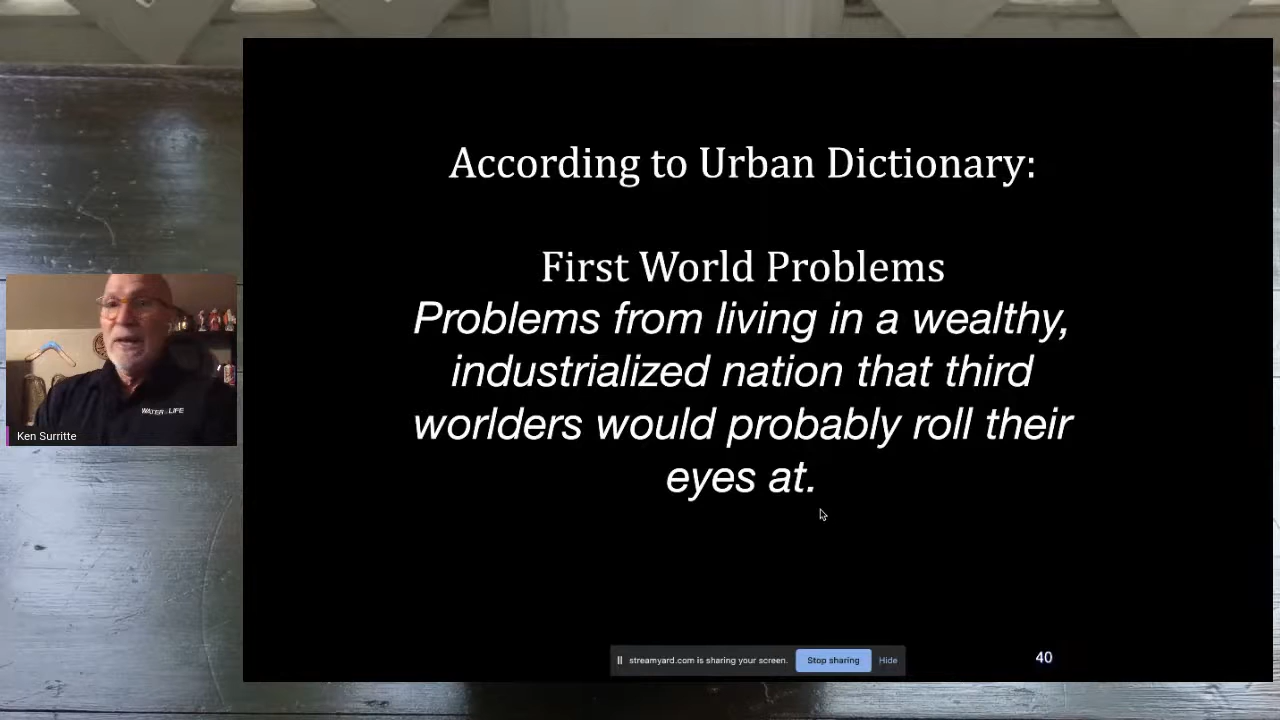 According to Urban Dictionary:
First World Problems
Problems from living in a wealthy,
industrialized nation that third
worlders would probably roll their
eyes at.
WATER IS LIFE
Ken Surritte
streamyard.com is sharing your screen.
Stop sharing
Hide
40